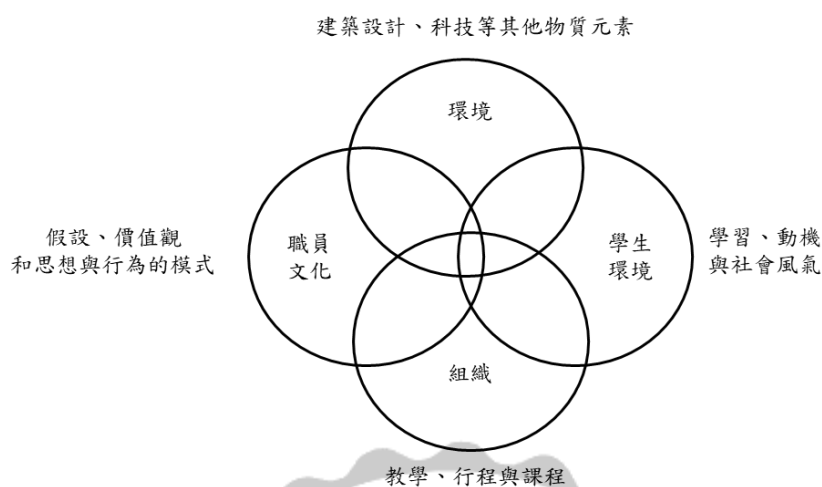 建築設計、科技等其他物質元素
環境
假設、價值觀
和思想與行為的模式
職員
文化
學生
環境
學習、動機
與社會風氣
組織
教學、行程與課程